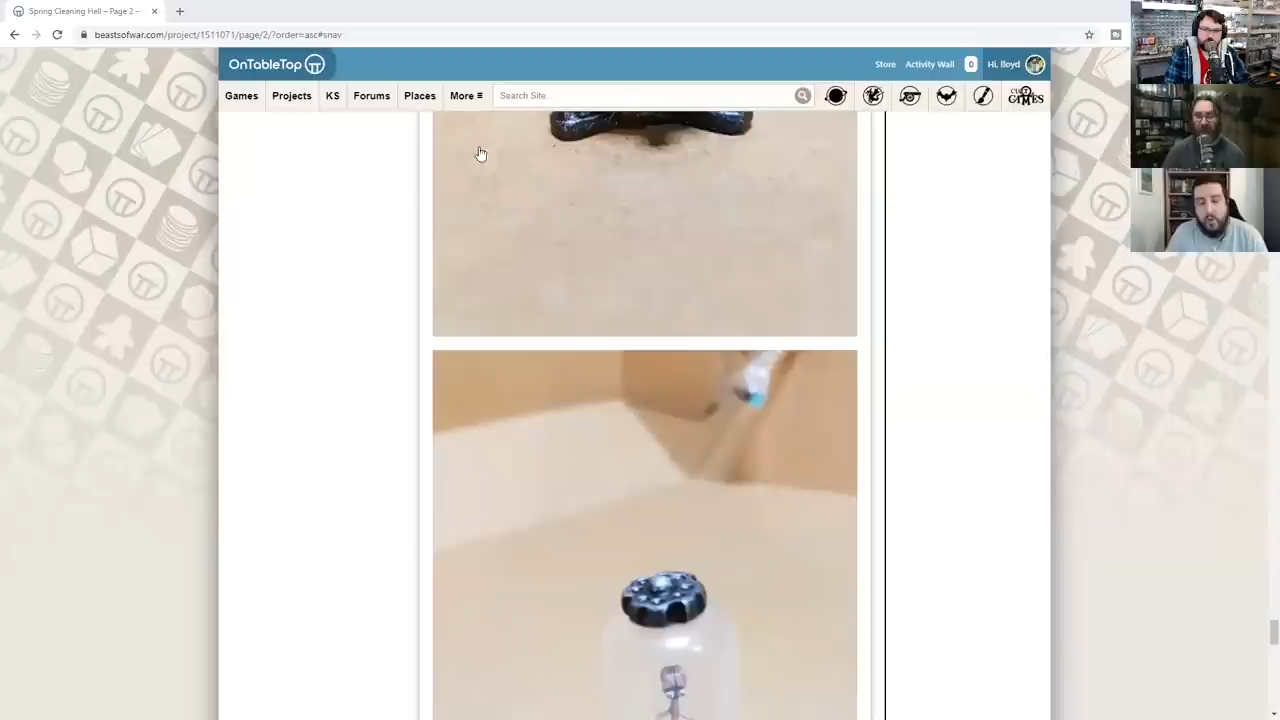 Spring Cleaning Hell – Page 2 –
beastsofwar.com/project/1511071/page/2/?order=asc#snav
OnTableTop
Store Activity Wall 0 Hi, lloyd
Games Projects KS Forums Places More Search Site.
GAMES